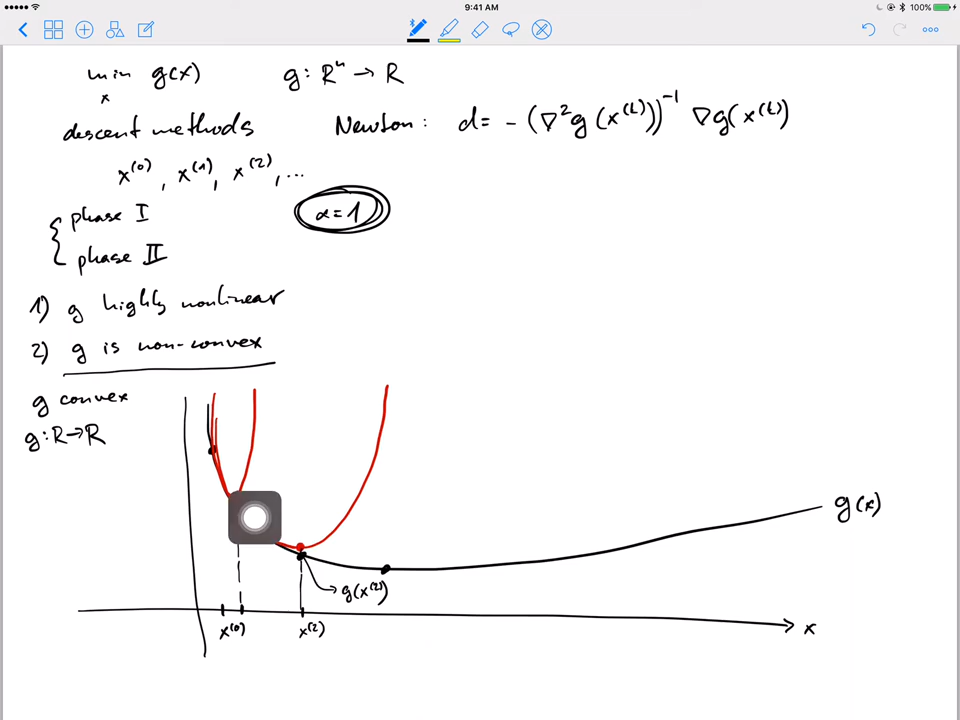 9:41 AM
100%
min g(x) g: Rⁿ → R
x
descent methods Newton: d = - (∇²g (x⁽ᵗ⁾))⁻¹ ∇g(x⁽ᵗ⁾)
x⁽⁰⁾, x⁽¹⁾, x⁽²⁾, ...
{ phase I
phase II
α = 1
1) g highly nonlinear
2) g is non-convex
g convex
g: R → R
g(x)
g(x⁽²⁾)
x⁽⁰⁾ x⁽²⁾ x